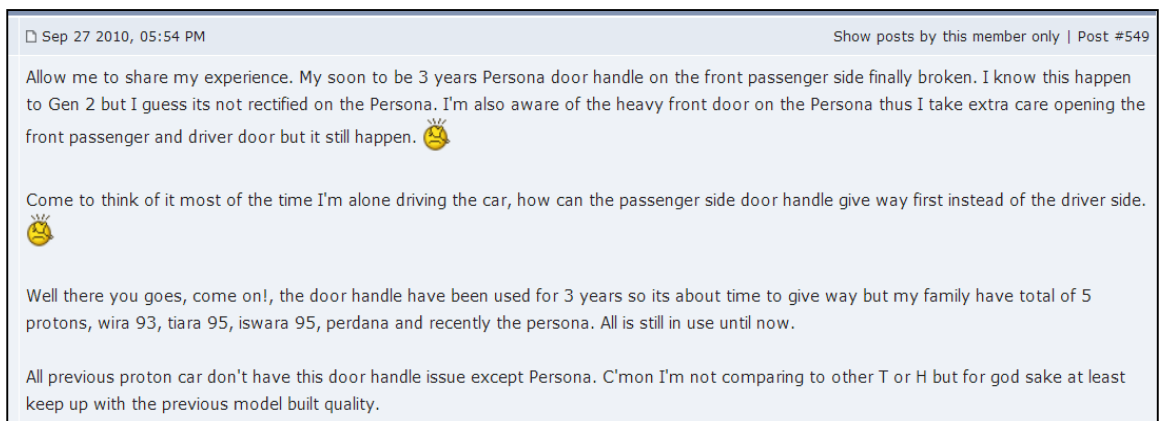 Sep 27 2010, 05:54 PM Show posts by this member only | Post #549
Allow me to share my experience. My soon to be 3 years Persona door handle on the front passenger side finally broken. I know this happen
to Gen 2 but I guess its not rectified on the Persona. I'm also aware of the heavy front door on the Persona thus I take extra care opening the
front passenger and driver door but it still happen.
Come to think of it most of the time I'm alone driving the car, how can the passenger side door handle give way first instead of the driver side.
Well there you goes, come on!, the door handle have been used for 3 years so its about time to give way but my family have total of 5
protons, wira 93, tiara 95, iswara 95, perdana and recently the persona. All is still in use until now.
All previous proton car don't have this door handle issue except Persona. C'mon I'm not comparing to other T or H but for god sake at least
keep up with the previous model built quality.